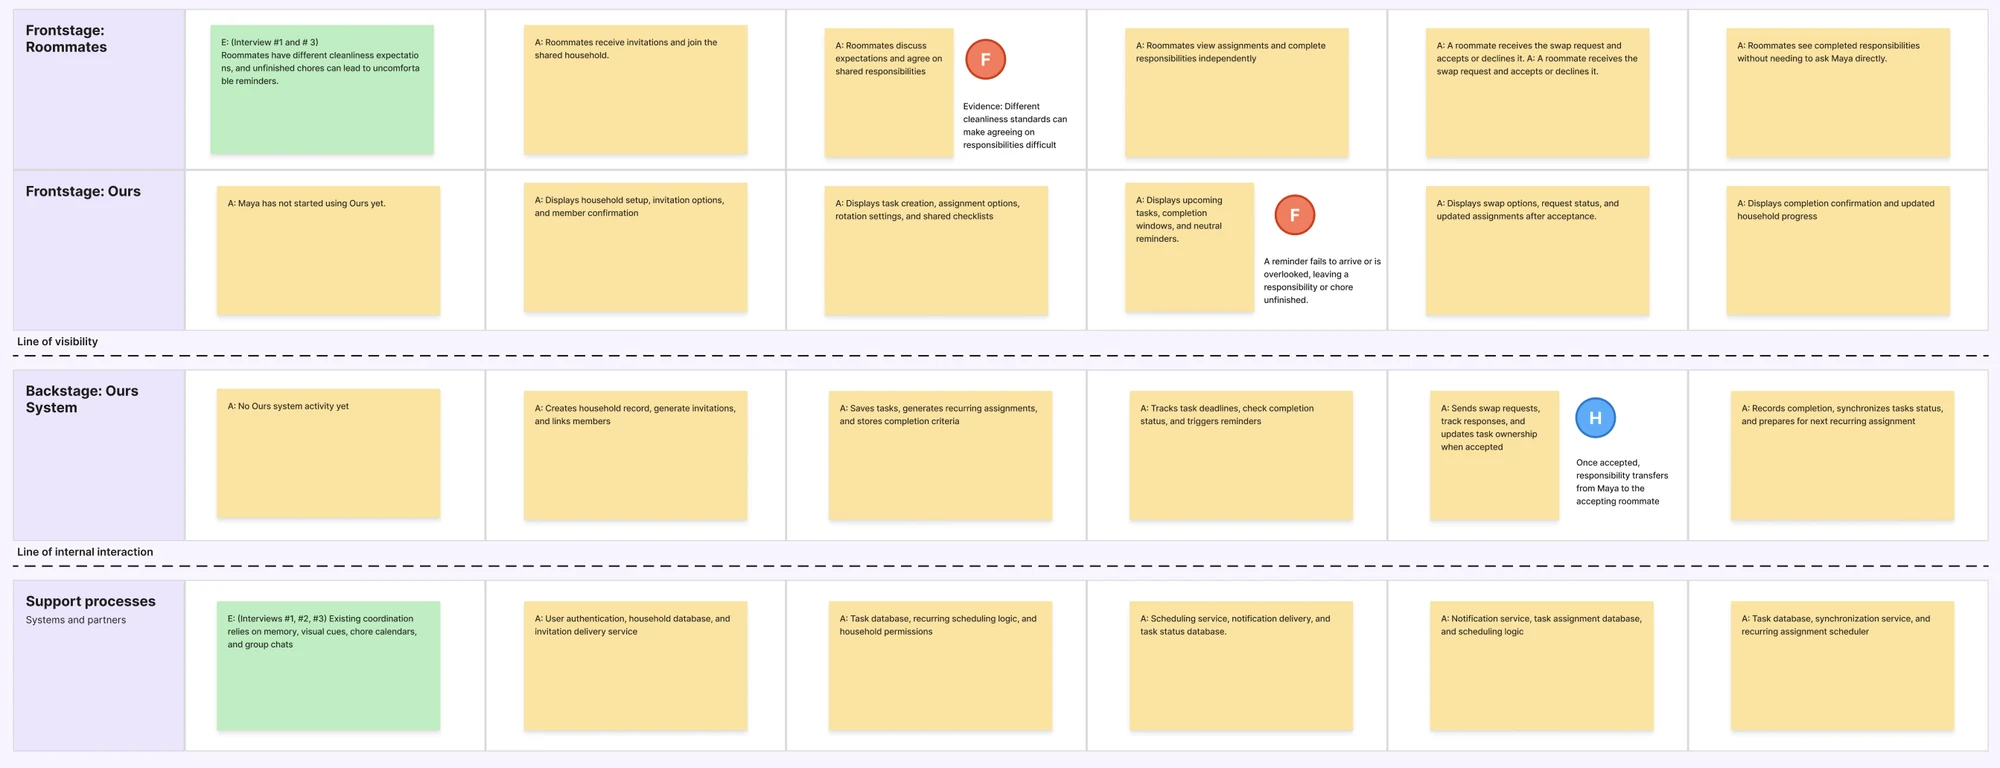 Frontstage:
Roommates
E: (Interview #1 and # 3)
Roommates have different cleanliness expectatio
ns, and unfinished chores can lead to uncomforta
ble reminders.
A: Roommates receive invitations and join the
shared household.
A: Roommates discuss
expectations and agree on
shared responsibilities
F
Evidence: Different
cleanliness standards can
make agreeing on
responsibilities difficult
A: Roommates view assignments and complete
responsibilities independently
A: A roommate receives the swap request and
accepts or declines it. A: A roommate receives the
swap request and accepts or declines it.
A: Roommates see completed responsibilities
without needing to ask Maya directly.
Frontstage: Ours
A: Maya has not started using Ours yet.
A: Displays household setup, invitation options,
and member confirmation
A: Displays task creation, assignment options,
rotation settings, and shared checklists
A: Displays upcoming
tasks, completion
windows, and neutral
reminders.
F
A reminder fails to arrive or is
overlooked, leaving a
responsibility or chore
unfinished.
A: Displays swap options, request status, and
updated assignments after acceptance.
A: Displays completion confirmation and updated
household progress
Line of visibility
Backstage: Ours
System
A: No Ours system activity yet
A: Creates household record, generate invitations,
and links members
A: Saves tasks, generates recurring assignments,
and stores completion criteria
A: Tracks task deadlines, check completion
status, and triggers reminders
A: Sends swap requests,
track responses, and
updates task ownership
when accepted
H
Once accepted,
responsibility transfers
from Maya to the
accepting roommate
A: Records completion, synchronizes tasks status,
and prepares for next recurring assignment
Line of internal interaction
Support processes
Systems and partners
E: (Interviews #1, #2, #3) Existing coordination
relies on memory, visual cues, chore calendars,
and group chats
A: User authentication, household database, and
invitation delivery service
A: Task database, recurring scheduling logic, and
household permissions
A: Scheduling service, notification delivery, and
task status database.
A: Notification service, task assignment database,
and scheduling logic
A: Task database, synchronization service, and
recurring assignment scheduler